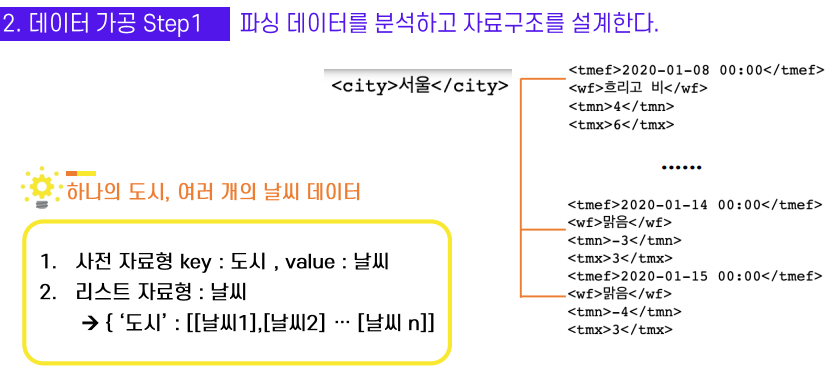 2. 데이터 가공 Step1 파싱 데이터를 분석하고 자료구조를 설계한다.
<city>서울</city>
<tmef>2020-01-08 00:00</tmef>
<wf>흐리고 비</wf>
<tmn>4</tmn>
<tmx>6</tmx>
......
<tmef>2020-01-14 00:00</tmef>
<wf>맑음</wf>
<tmn>-3</tmn>
<tmx>3</tmx>
<tmef>2020-01-15 00:00</tmef>
<wf>맑음</wf>
<tmn>-4</tmn>
<tmx>3</tmx>
하나의 도시, 여러 개의 날씨 데이터
1. 사전 자료형 key : 도시 , value : 날씨
2. 리스트 자료형 : 날씨
→ { ‘도시’ : [[날씨1],[날씨2] … [날씨 n]]